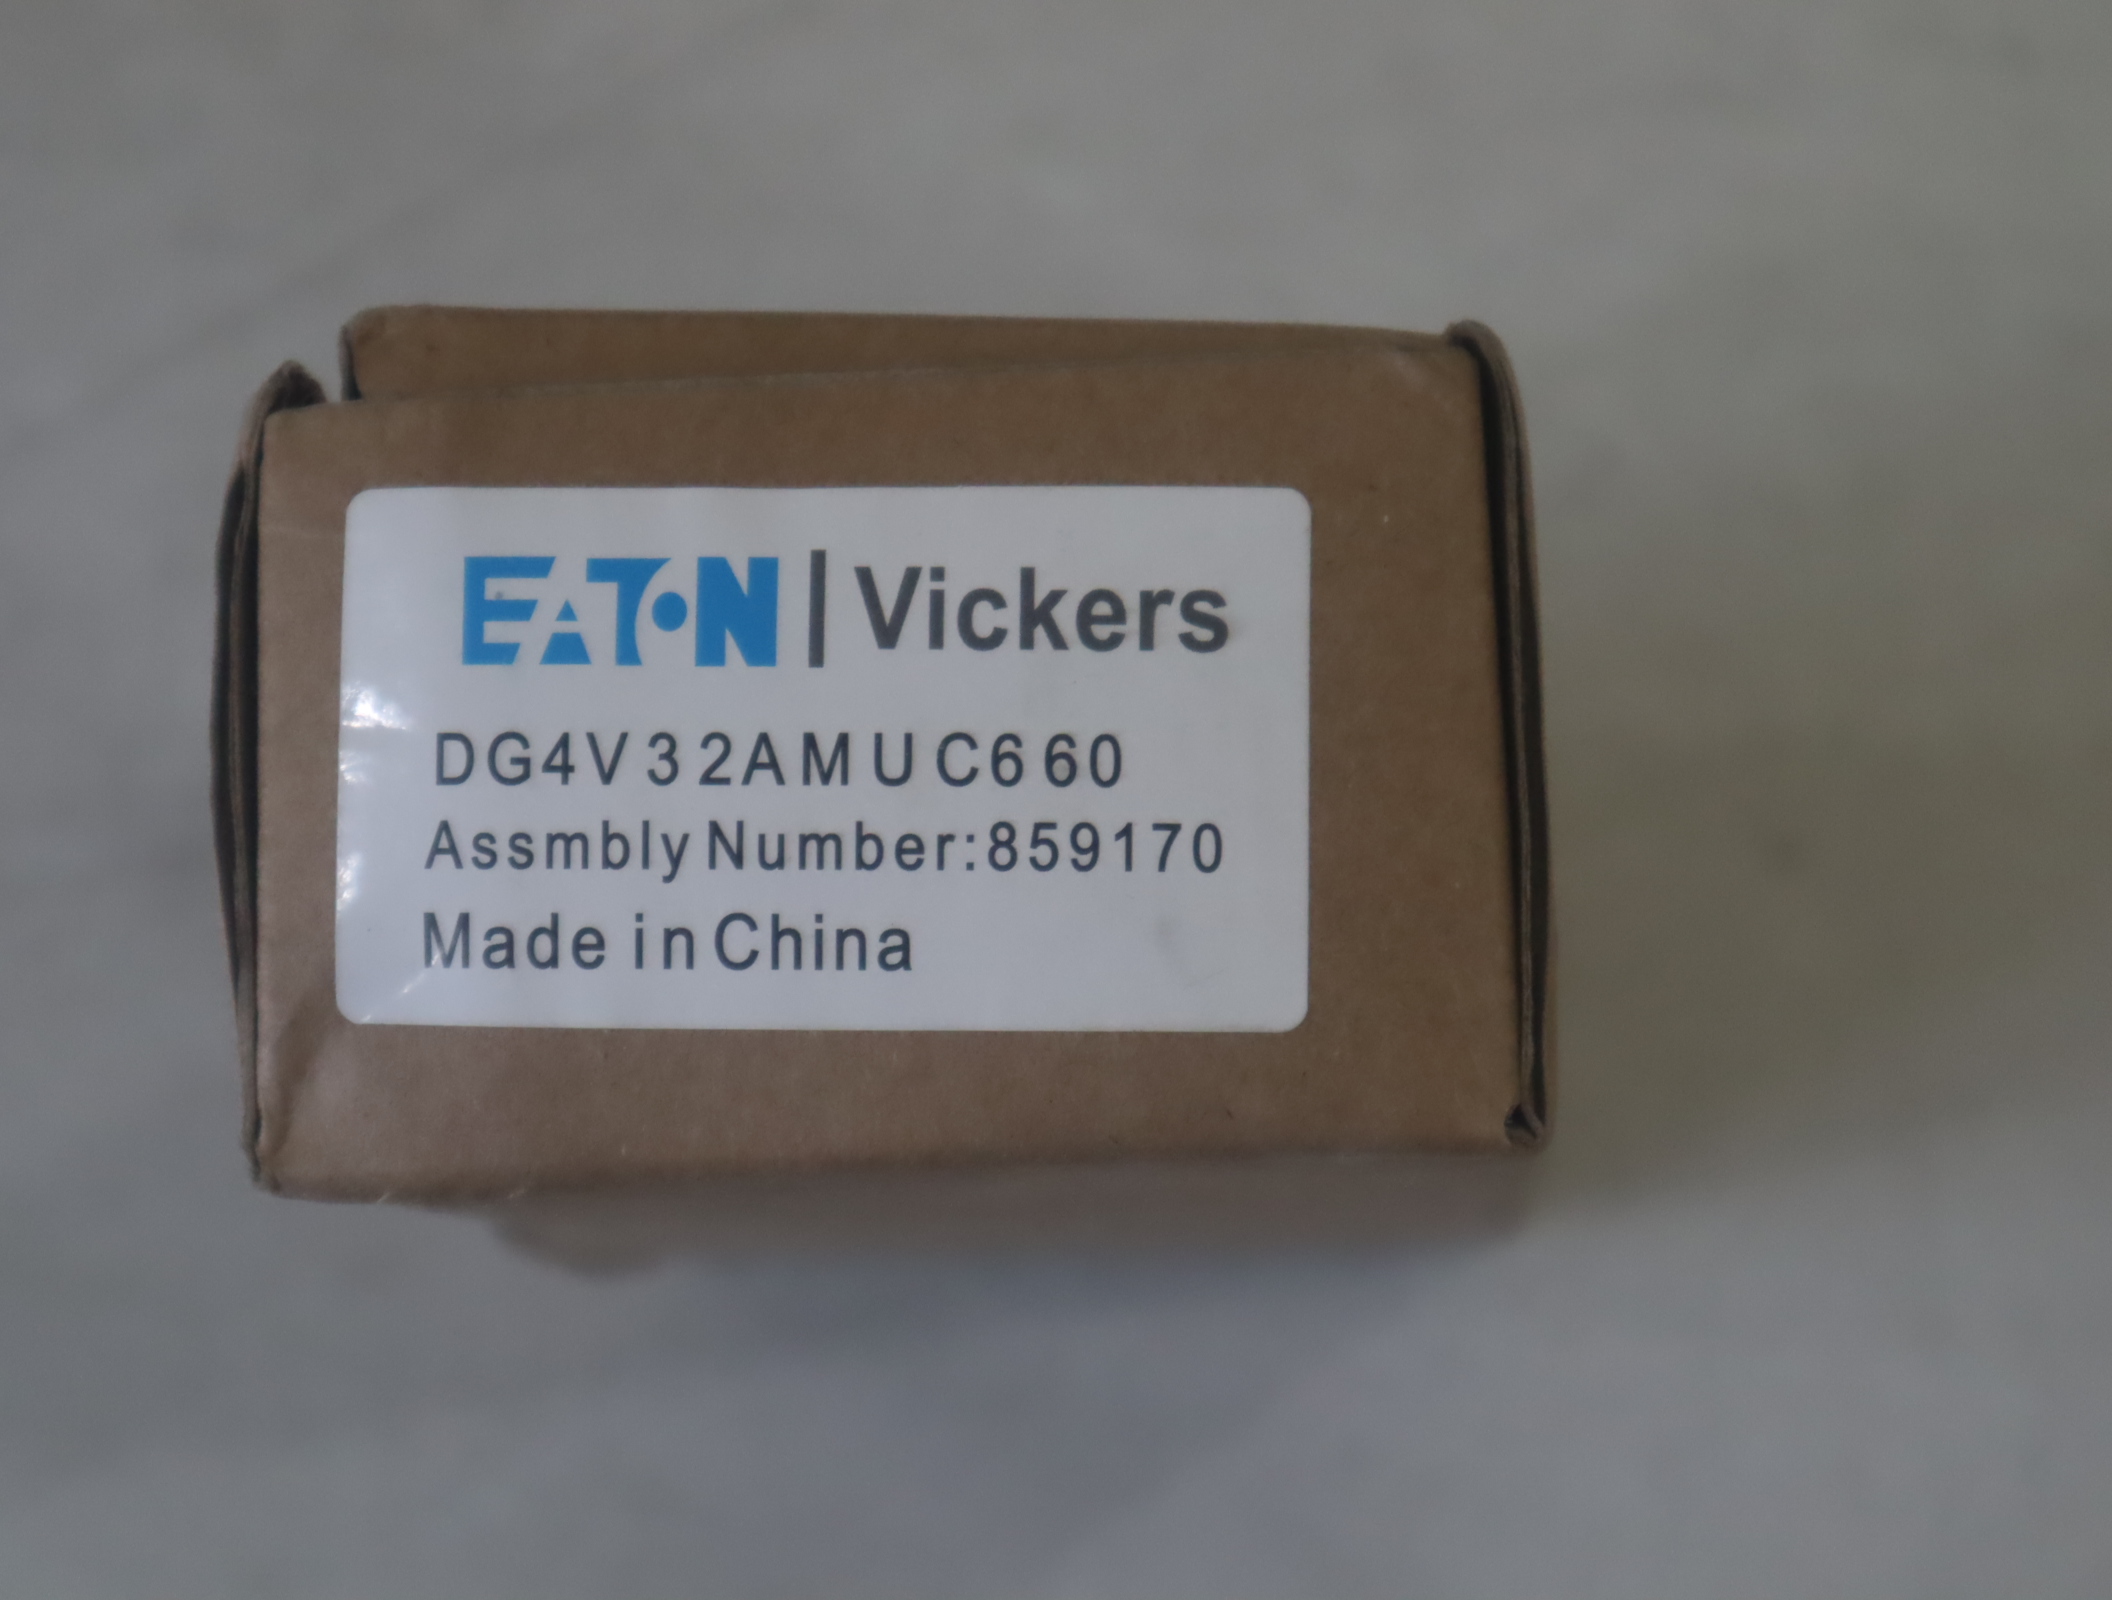 EATON | Vickers
DG4V32AMUC660
Assmbly Number:859170
Made in China